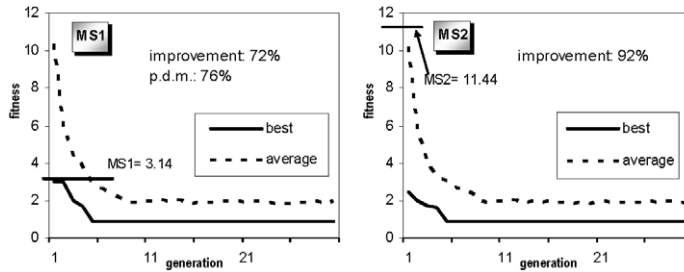 MS1
improvement: 72%
p.d.m.: 76%
best
average
MS1= 3.14
fitness
12
10
8
6
4
2
0
1
11
21
generation
MS2
improvement: 92%
MS2= 11.44
best
average
fitness
12
10
8
6
4
2
0
1
11
21
generation